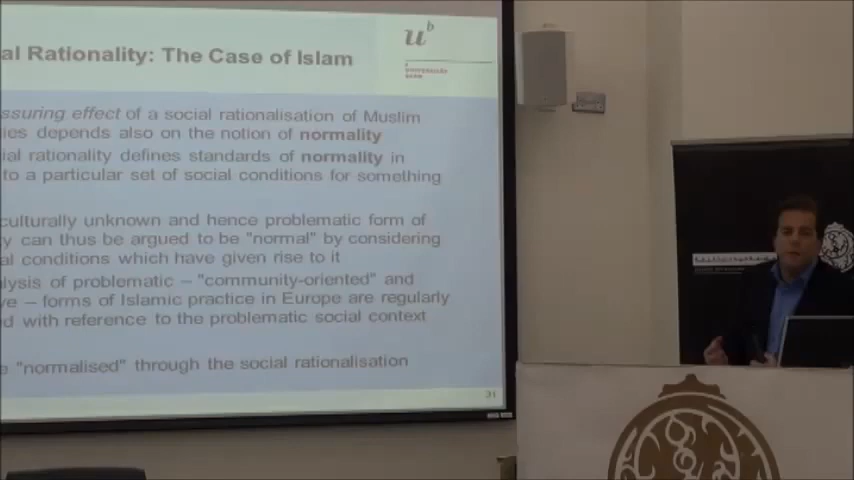 al Rationality: The Case of Islam
u
b
ssuring effect of a social rationalisation of Muslim
ies depends also on the notion of normality
ial rationality defines standards of normality in
to a particular set of social conditions for something
culturally unknown and hence problematic form of
y can thus be argued to be "normal" by considering
al conditions which have given rise to it
alysis of problematic – "community-oriented" and
ve – forms of Islamic practice in Europe are regularly
d with reference to the problematic social context
e "normalised" through the social rationalisation
31